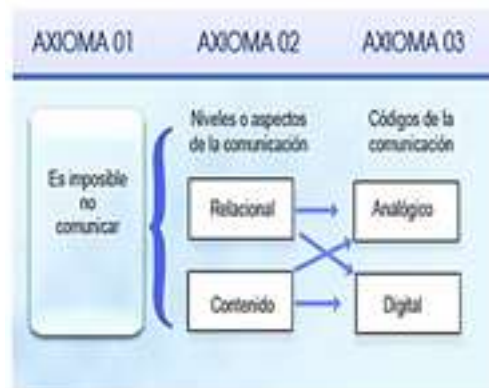 AXIOMA 01
AXIOMA 02
AXIOMA 03
Es imposible
no
comunicar
Niveles o aspectos
de la comunicación
Relacional
Contenido
Códigos de la
comunicación
Analógico
Digital